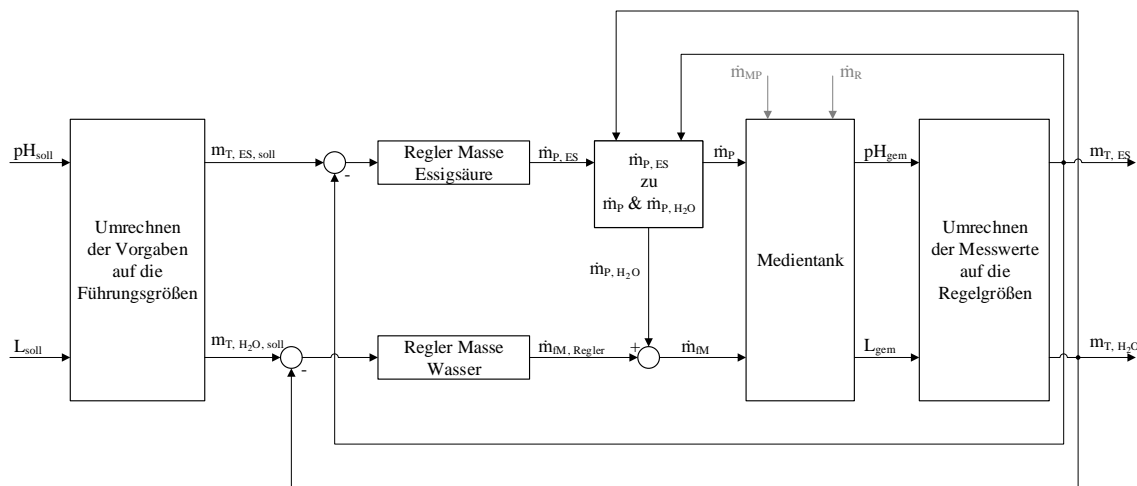 ṁMP
ṁR
pHsoll
mT, ES, soll
-
Regler Masse
Essigsäure
ṁP, ES
ṁP, ES
zu
ṁP & ṁP, H2O
ṁP
pHgem
mT, ES
Umrechnen
der Vorgaben
auf die
Führungsgrößen
Medientank
Umrechnen
der Messwerte
auf die
Regelgrößen
ṁP, H2O
Lsoll
mT, H2O, soll
-
Regler Masse
Wasser
ṁfM, Regler
+
ṁfM
Lgem
mT, H2O